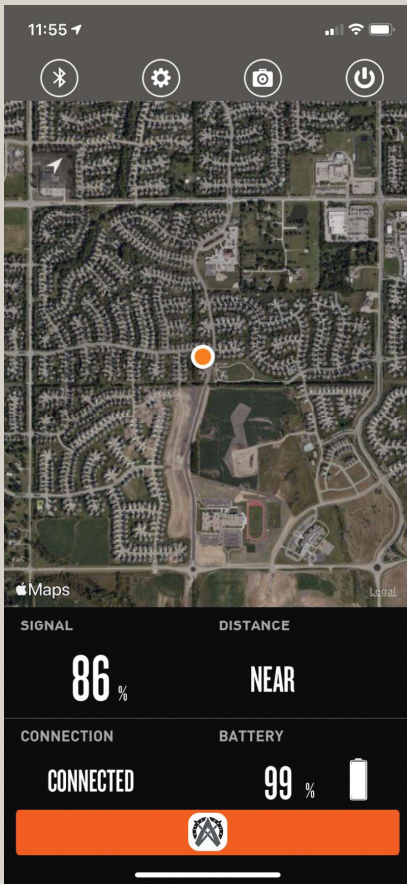 11:55
Maps
Legal
SIGNAL
DISTANCE
86 %
NEAR
CONNECTION
BATTERY
CONNECTED
99 %